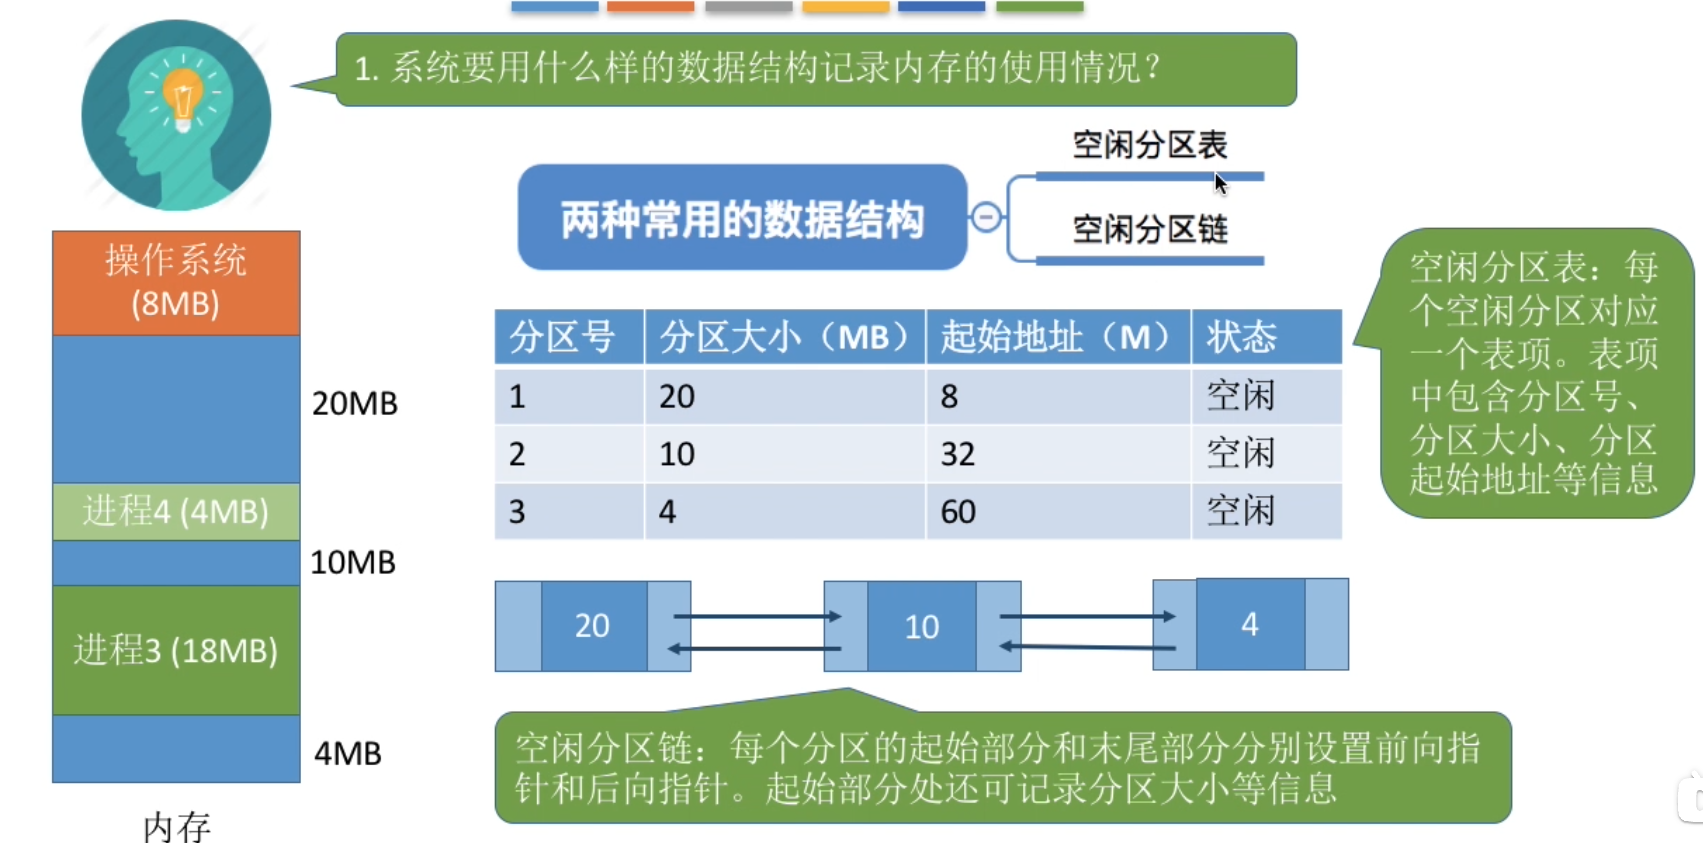 1. 系统要用什么样的数据结构记录内存的使用情况？
两种常用的数据结构
空闲分区表
空闲分区链
操作系统
(8MB)
20MB
进程4 (4MB)
10MB
进程3 (18MB)
4MB
内存
分区号 分区大小（MB） 起始地址（M） 状态
1 20 8 空闲
2 10 32 空闲
3 4 60 空闲
空闲分区表：每
个空闲分区对应
一个表项。表项
中包含分区号、
分区大小、分区
起始地址等信息
20 10 4
空闲分区链：每个分区的起始部分和末尾部分分别设置前向指
针和后向指针。起始部分处还可记录分区大小等信息